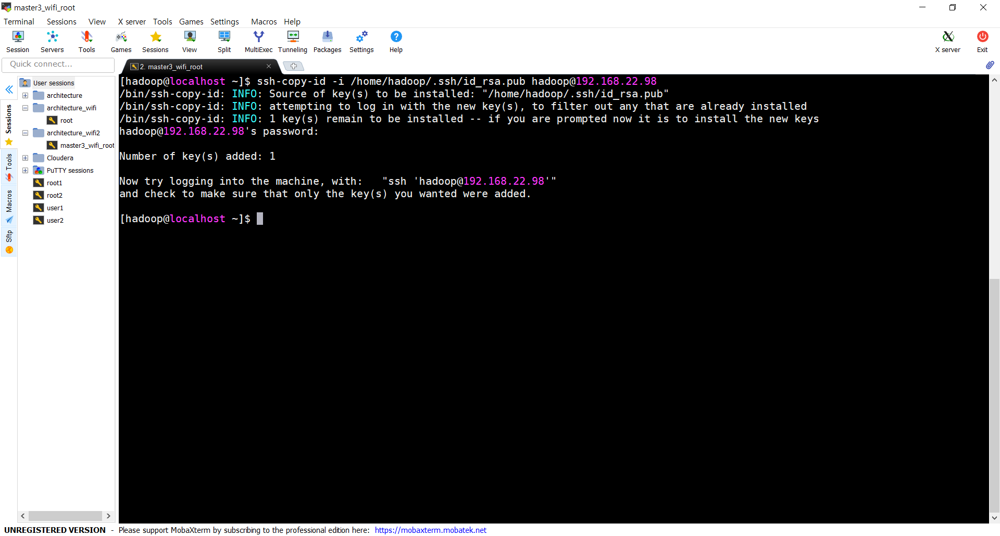 master3_wifi_root
Terminal Sessions View X server Tools Games Settings Macros Help
Session Servers Tools Games Sessions View Split MultiExec Tunneling Packages Settings Help X server Exit
Quick connect...
2. master3_wifi_root
User sessions
architecture
architecture_wifi
root
architecture_wifi2
master3_wifi_root
Cloudera
PuTTY sessions
root1
root2
user1
user2
Sessions
Tools
Macros
Sftp
[hadoop@localhost ~]$ ssh-copy-id -i /home/hadoop/.ssh/id_rsa.pub hadoop@192.168.22.98
/bin/ssh-copy-id: INFO: Source of key(s) to be installed: "/home/hadoop/.ssh/id_rsa.pub"
/bin/ssh-copy-id: INFO: attempting to log in with the new key(s), to filter out any that are already installed
/bin/ssh-copy-id: INFO: 1 key(s) remain to be installed -- if you are prompted now it is to install the new keys
hadoop@192.168.22.98's password:
Number of key(s) added: 1
Now try logging into the machine, with:   "ssh 'hadoop@192.168.22.98'"
and check to make sure that only the key(s) you wanted were added.
[hadoop@localhost ~]$
UNREGISTERED VERSION - Please support MobaXterm by subscribing to the professional edition here: https://mobaxterm.mobatek.net